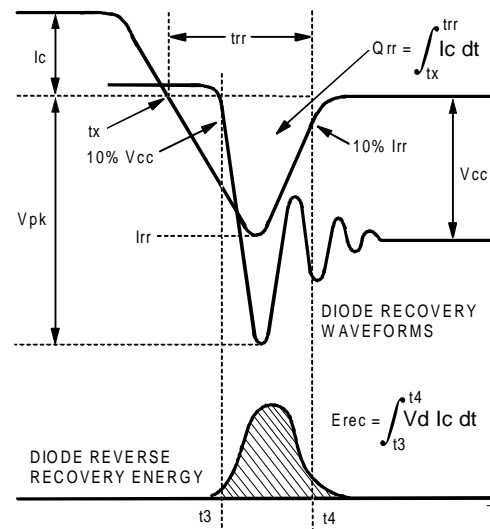 trr
Ic
Qrr = ∫ trr Ic dt
tx
tx
10% Vcc
10% Irr
Vcc
Vpk
Irr
DIODE RECOVERY
WAVEFORMS
Erec = ∫ t4 Vd Ic dt
t3
DIODE REVERSE
RECOVERY ENERGY
t3
t4